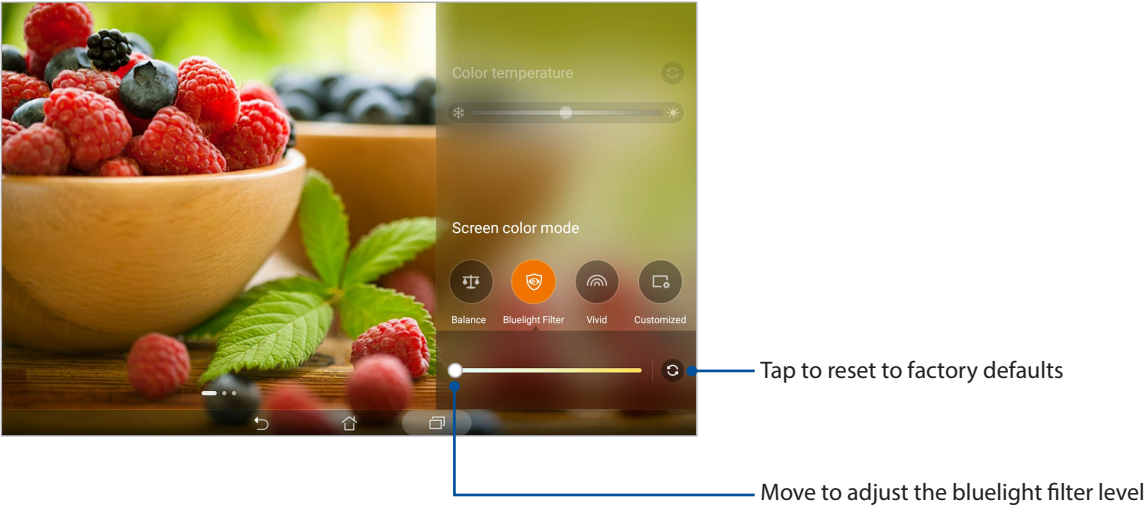 Color temperature
Screen color mode
Balance Bluelight Filter Vivid Customized
Tap to reset to factory defaults
Move to adjust the bluelight filter level